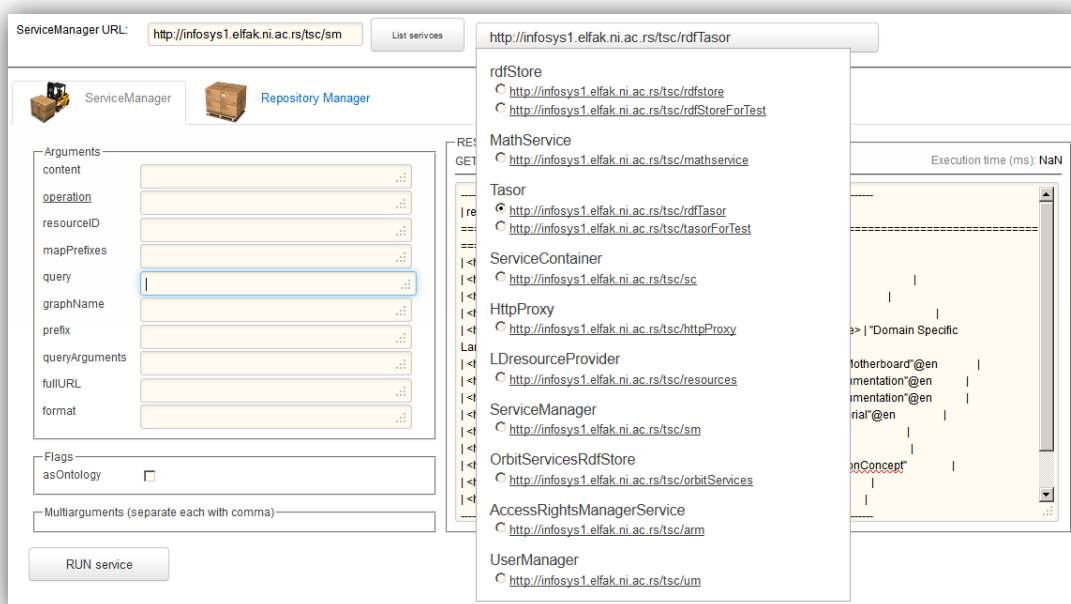 ServiceManager URL:
http://infosys1.elfak.ni.ac.rs/tsc/sm
List serivces
http://infosys1.elfak.ni.ac.rs/tsc/rdfTasor
ServiceManager
Repository Manager
rdfStore
http://infosys1.elfak.ni.ac.rs/tsc/rdfstore
http://infosys1.elfak.ni.ac.rs/tsc/rdfStoreForTest
MathService
http://infosys1.elfak.ni.ac.rs/tsc/mathservice
Tasor
http://infosys1.elfak.ni.ac.rs/tsc/rdfTasor
http://infosys1.elfak.ni.ac.rs/tsc/tasorForTest
ServiceContainer
http://infosys1.elfak.ni.ac.rs/tsc/sc
HttpProxy
http://infosys1.elfak.ni.ac.rs/tsc/httpProxy
LDresourceProvider
http://infosys1.elfak.ni.ac.rs/tsc/resources
ServiceManager
http://infosys1.elfak.ni.ac.rs/tsc/sm
OrbitServicesRdfStore
http://infosys1.elfak.ni.ac.rs/tsc/orbitServices
AccessRightsManagerService
http://infosys1.elfak.ni.ac.rs/tsc/arm
UserManager
http://infosys1.elfak.ni.ac.rs/tsc/um
Arguments
content
operation
resourceID
mapPrefixes
query
graphName
prefix
queryArguments
fullURL
format
Flags
asOntology
Multiarguments (separate each with comma)
RUN service
RES
GET
Execution time (ms): NaN
| re
e> | "Domain Specific
Lar
Motherboard"@en |
umentation"@en |
umentation"@en |
rial"@en |
onConcept" |